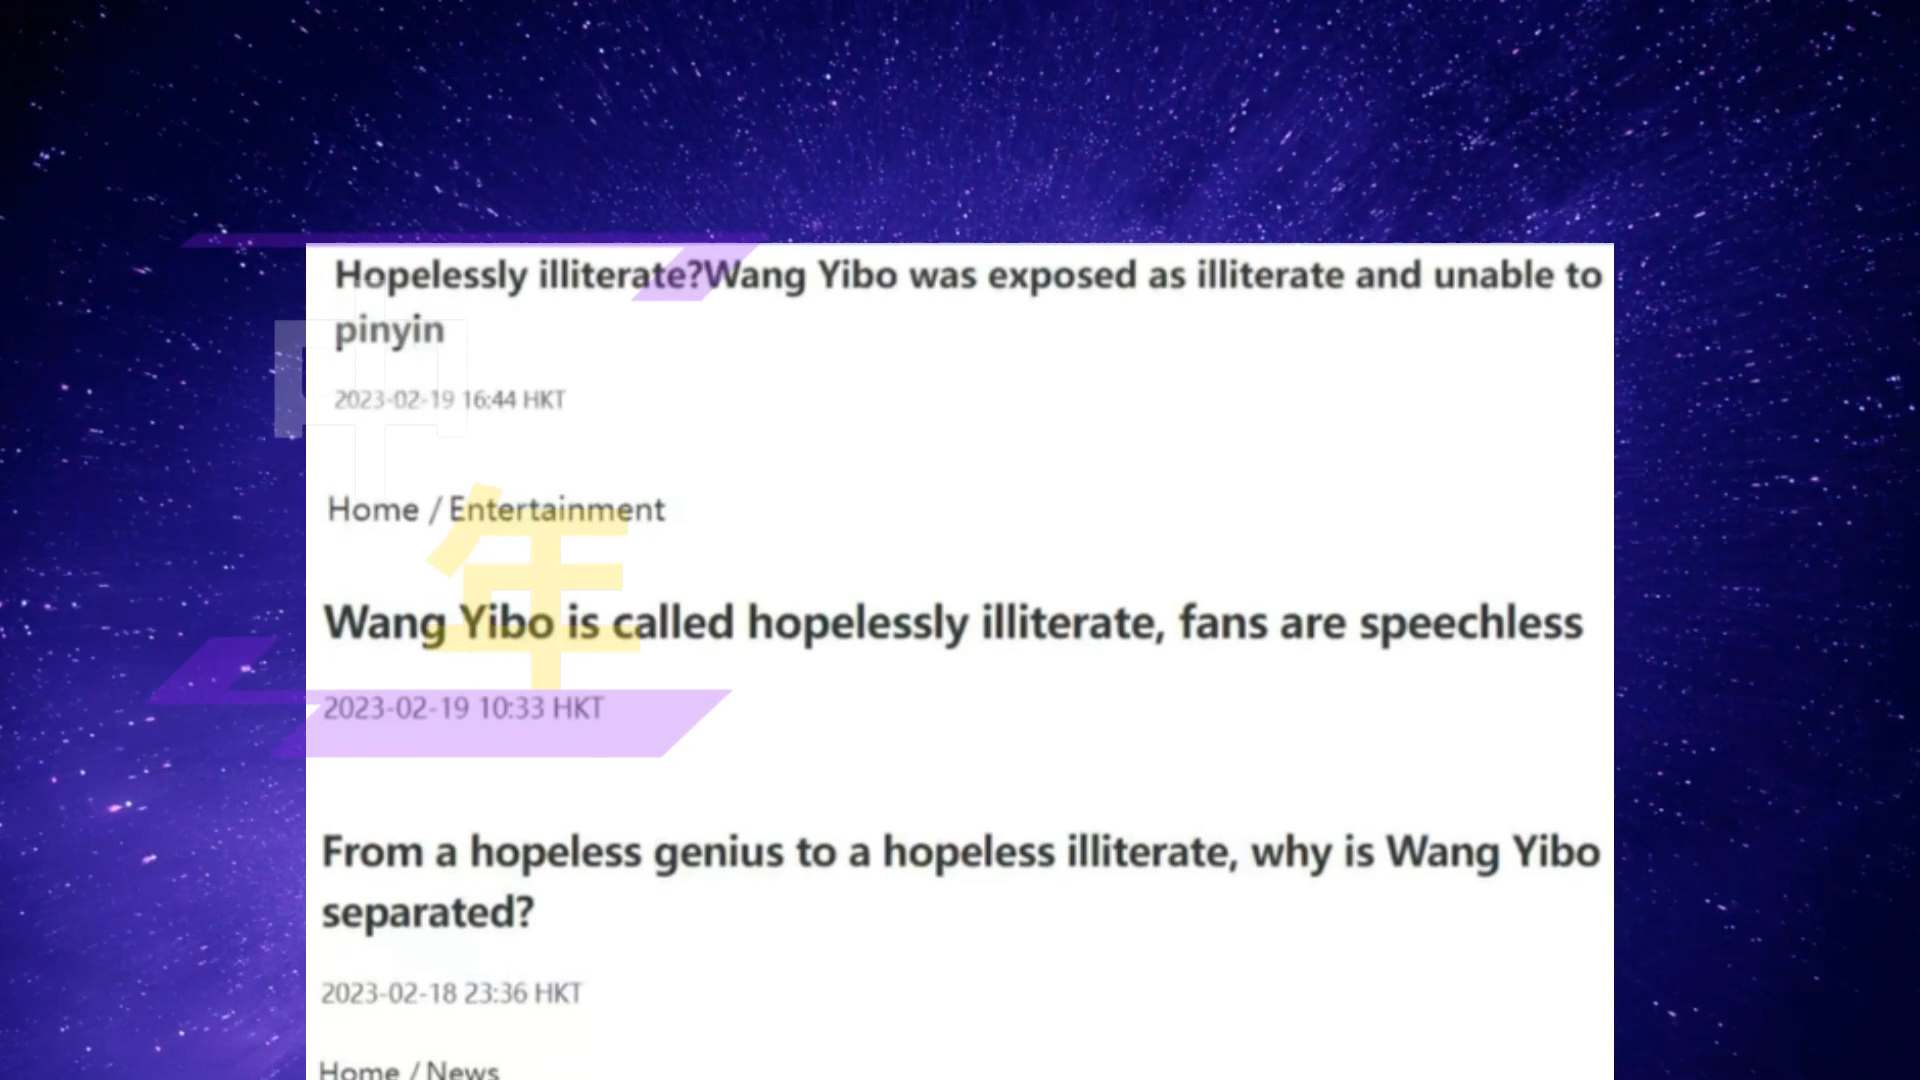 Hopelessly illiterate?Wang Yibo was exposed as illiterate and unable to
pinyin
2023-02-19 16:44 HKT
中
Home / Entertainment
年
Wang Yibo is called hopelessly illiterate, fans are speechless
2023-02-19 10:33 HKT
From a hopeless genius to a hopeless illiterate, why is Wang Yibo
separated?
2023-02-18 23:36 HKT
Home / News